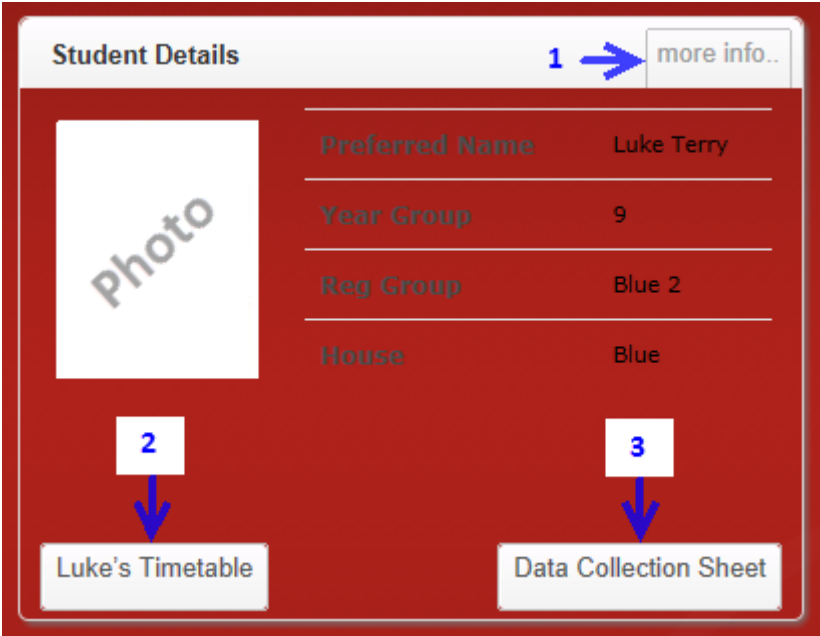 Student Details 1 more info..
Photo
Preferred Name Luke Terry
Year Group 9
Reg Group Blue 2
House Blue
2 3
Luke's Timetable Data Collection Sheet